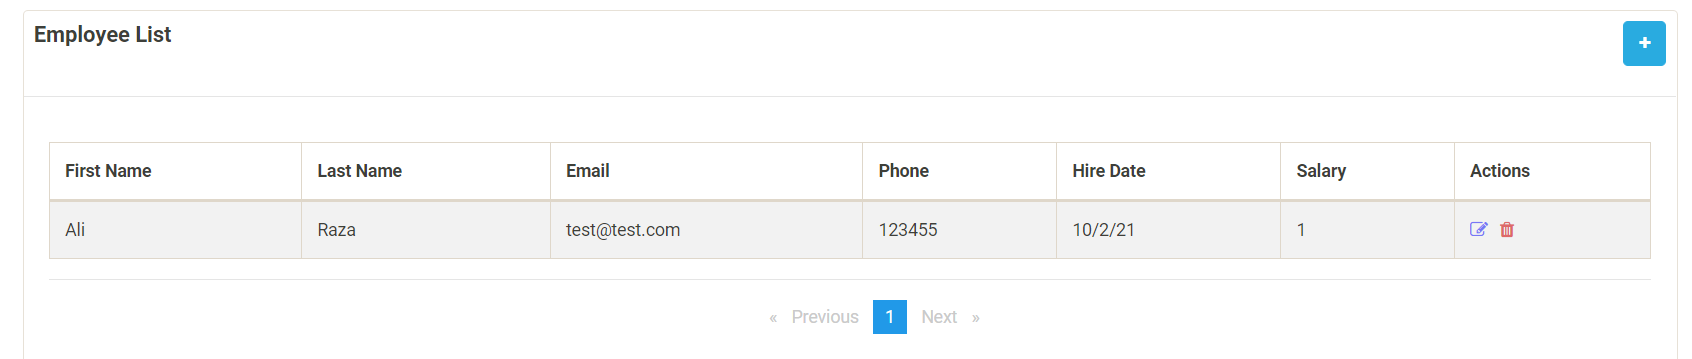 Employee List
+
First Name Last Name Email Phone Hire Date Salary Actions
Ali Raza test@test.com 123455 10/2/21 1
« Previous 1 Next »